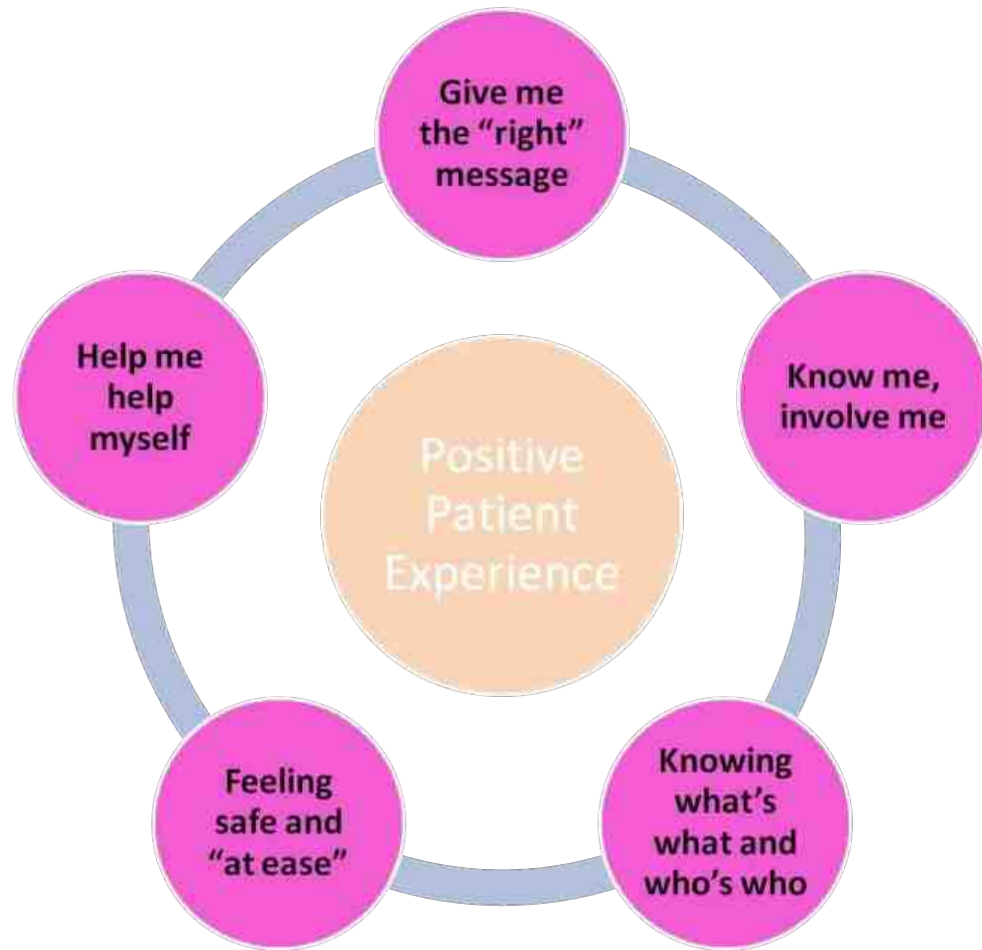 Give me
the “right”
message
Know me,
involve me
Knowing
what’s
what and
who’s who
Feeling
safe and
“at ease”
Help me
help
myself
Positive
Patient
Experience